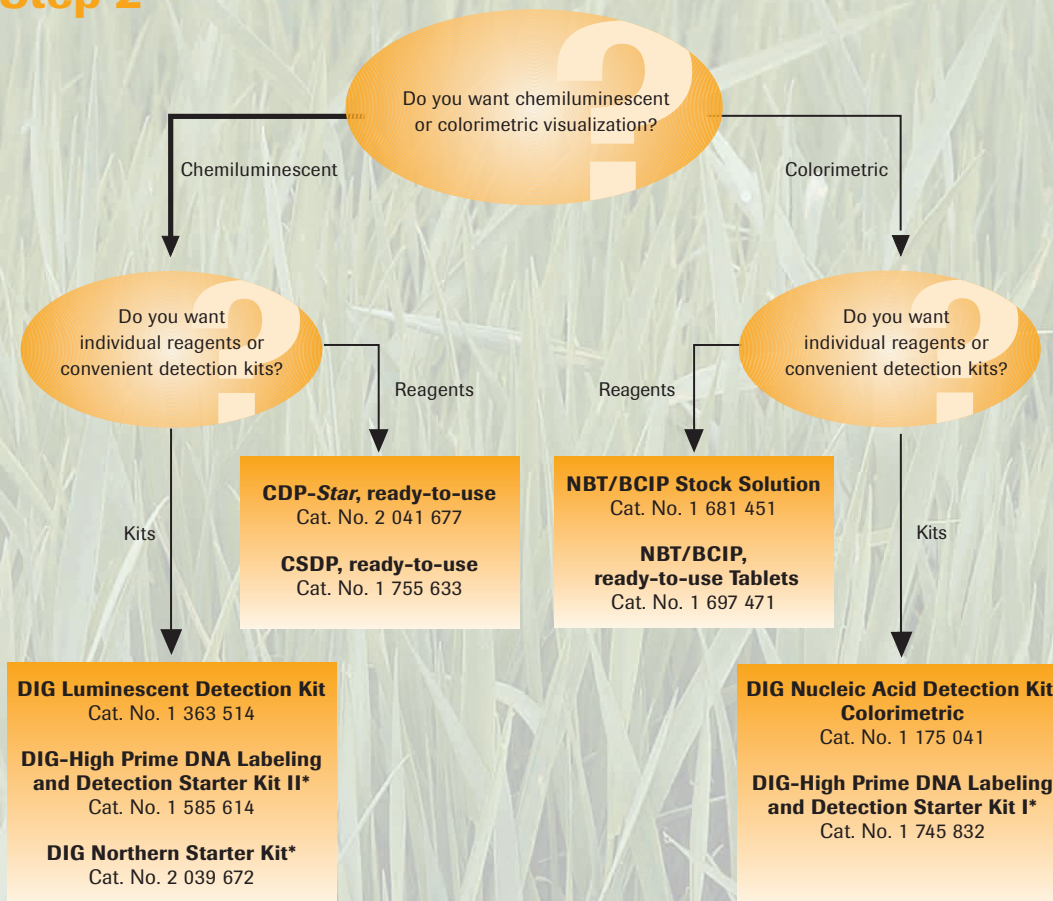 Step 2
Do you want chemiluminescent
or colorimetric visualization?
Chemiluminescent
Colorimetric
Do you want
individual reagents or
convenient detection kits?
Do you want
individual reagents or
convenient detection kits?
Reagents
Reagents
CDP-Star, ready-to-use
Cat. No. 2 041 677
CSDP, ready-to-use
Cat. No. 1 755 633
NBT/BCIP Stock Solution
Cat. No. 1 681 451
NBT/BCIP,
ready-to-use Tablets
Cat. No. 1 697 471
Kits
Kits
DIG Luminescent Detection Kit
Cat. No. 1 363 514
DIG-High Prime DNA Labeling
and Detection Starter Kit II*
Cat. No. 1 585 614
DIG Northern Starter Kit*
Cat. No. 2 039 672
DIG Nucleic Acid Detection Kit
Colorimetric
Cat. No. 1 175 041
DIG-High Prime DNA Labeling
and Detection Starter Kit I*
Cat. No. 1 745 832